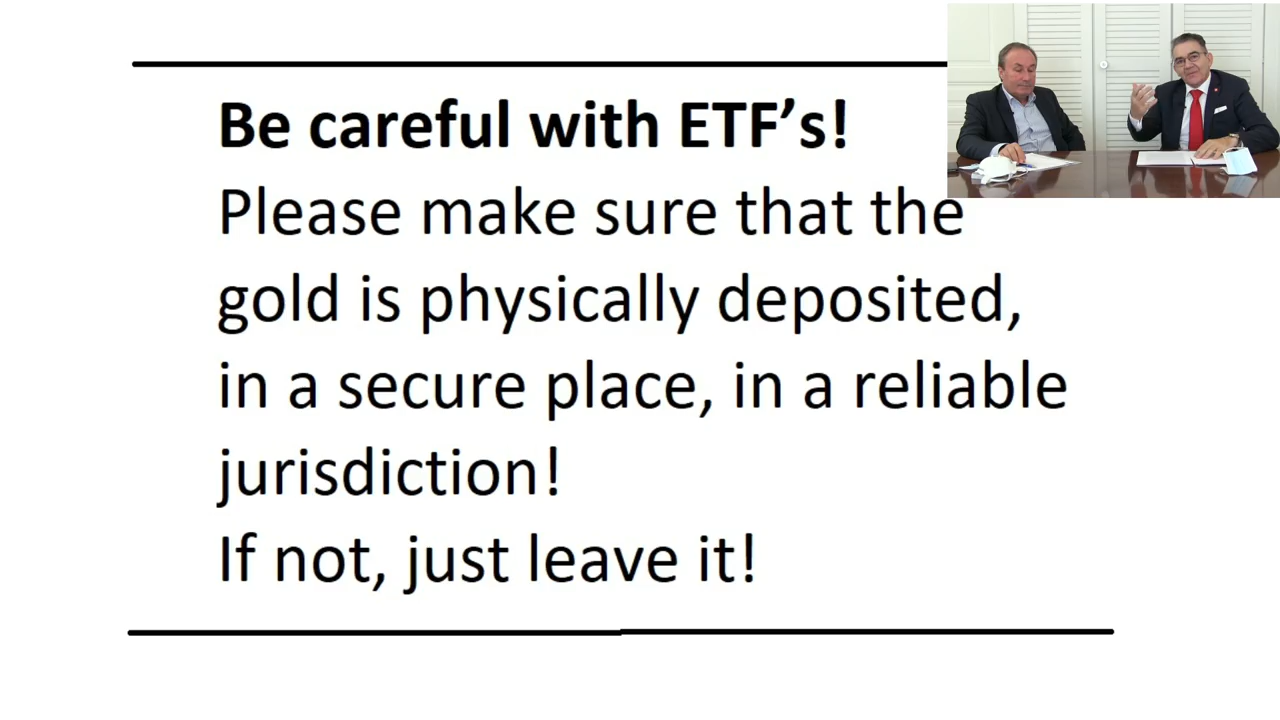 Be careful with ETF’s!
Please make sure that the
gold is physically deposited,
in a secure place, in a reliable
jurisdiction!
If not, just leave it!